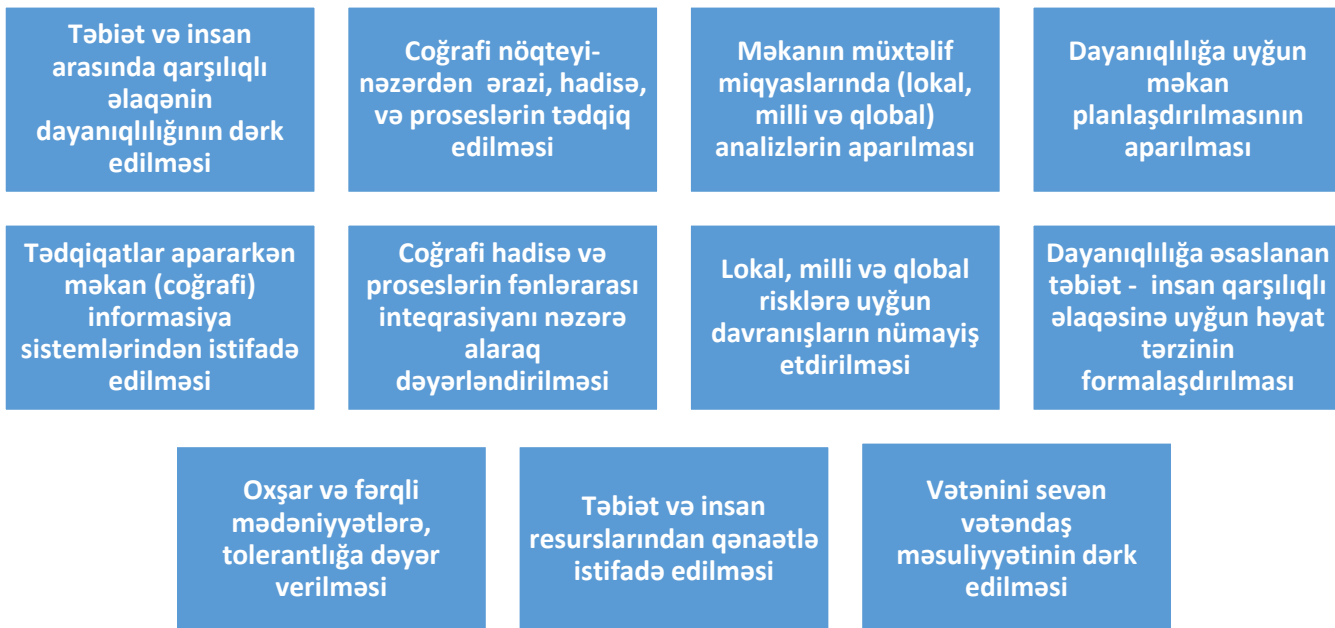 Təbiət və insan
arasında qarşılıqlı
əlaqənin
dayanıqlılığının dərk
edilməsi
Coğrafi nöqteyi-
nəzərdən ərazi, hadisə,
və proseslərin tədqiq
edilməsi
Məkanın müxtəlif
miqyaslarında (lokal,
milli və qlobal)
analizlərin aparılması
Dayanıqlılığa uyğun
məkan
planlaşdırılmasının
aparılması
Tədqiqatlar apararkən
məkan (coğrafi)
informasiya
sistemlərindən istifadə
edilməsi
Coğrafi hadisə və
proseslərin fənlərarası
inteqrasiyanı nəzərə
alaraq
dəyərləndirilməsi
Lokal, milli və qlobal
risklərə uyğun
davranışların nümayiş
etdirilməsi
Dayanıqlılığa əsaslanan
təbiət - insan qarşılıqlı
əlaqəsinə uyğun həyat
tərzinin
formalaşdırılması
Oxşar və fərqli
mədəniyyətlərə,
tolerantlığa dəyər
verilməsi
Təbiət və insan
resurslarından qənaətlə
istifadə edilməsi
Vətənini sevən
vətəndaş
məsuliyyətinin dərk
edilməsi